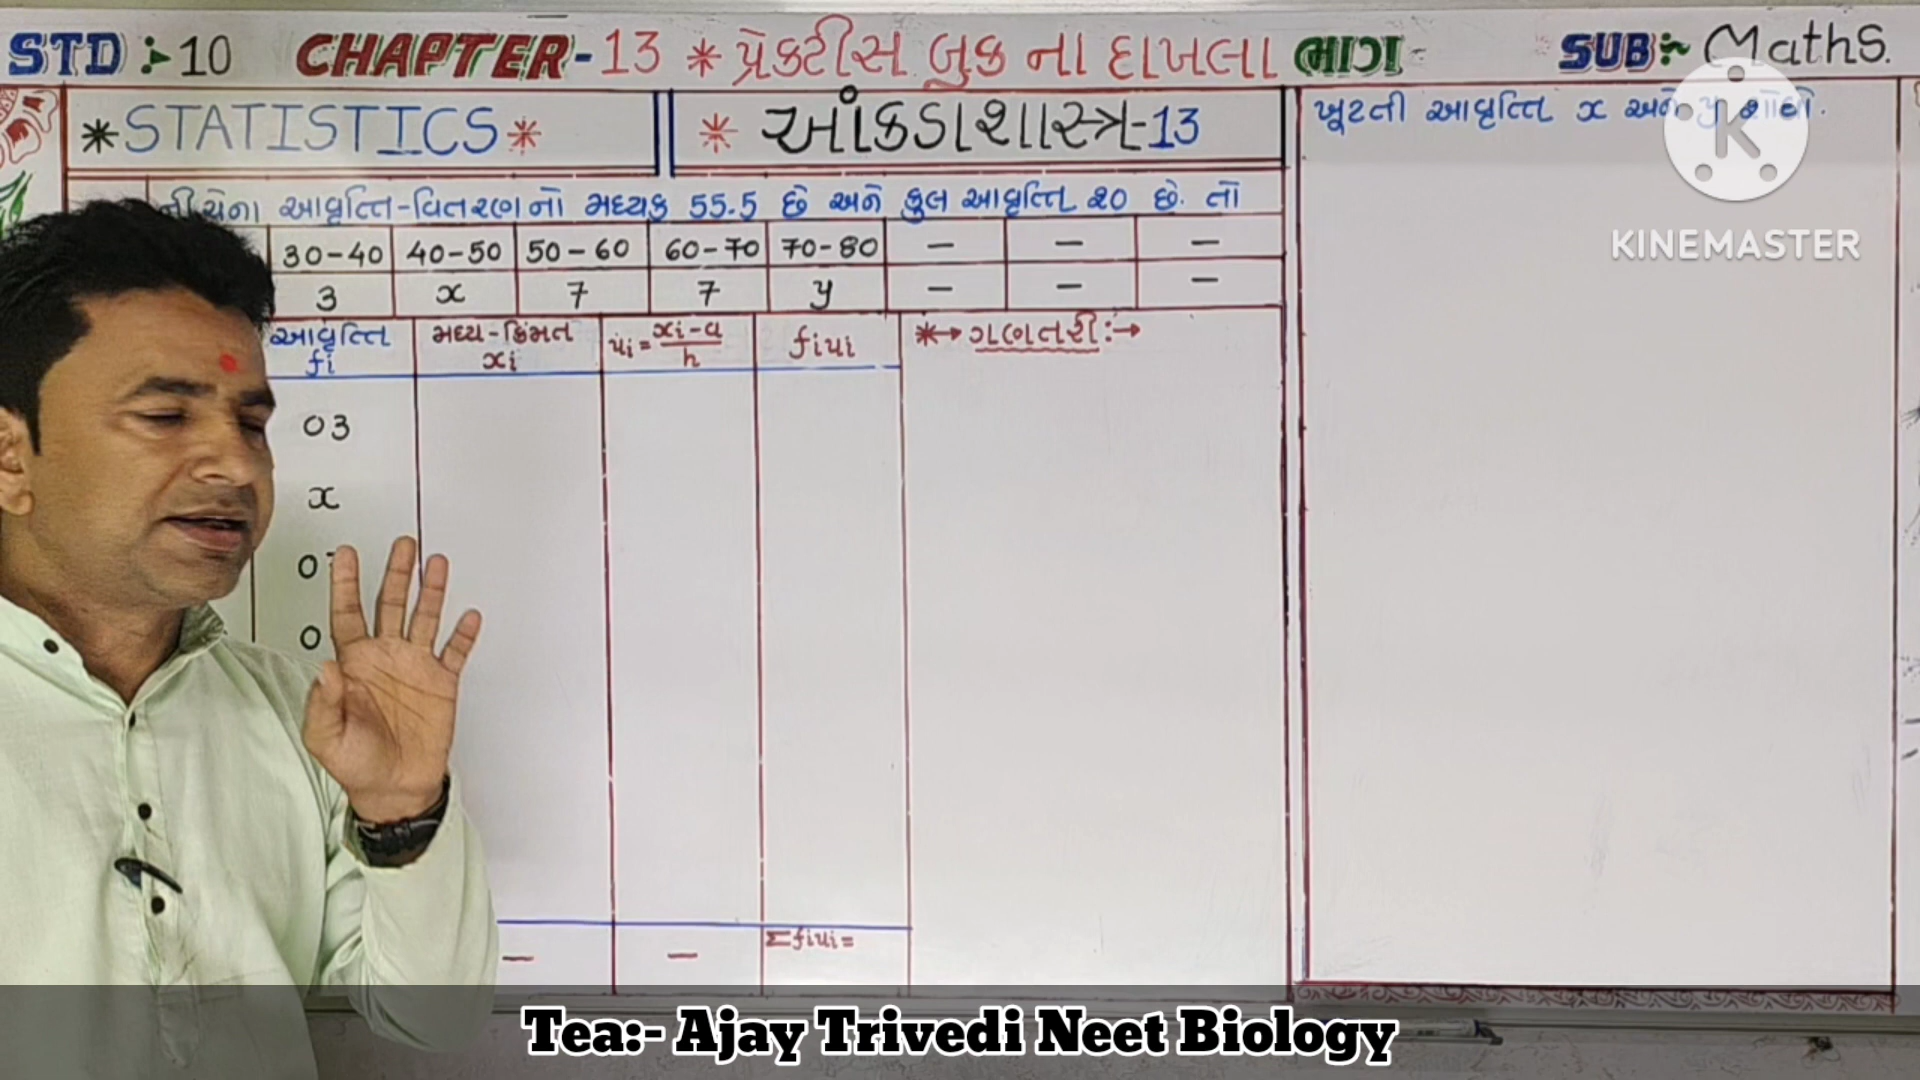 STD :- 10 CHAPTER - 13 * પ્રેક્ટીસ બુક ના દાખલા ભાગ - SUB :- Maths.
* STATISTICS * * આંકડાશાસ્ત્ર-13
ખૂટતી આવૃત્તિ x અને y શોધો.
K
KINEMASTER
નીચેના આવૃત્તિ-વિતરણનો મધ્યક 55.5 છે અને કુલ આવૃત્તિ 20 છે. તો
30-40 40-50 50-60 60-70 70-80 - - -
3 x 7 7 y - - -
આવૃત્તિ fi મધ્ય-કિંમત xi ui = xi-a/h fiui *→ ગણતરી:→
03
x
0
0
- - Σfiui =
Tea:- Ajay Trivedi Neet Biology